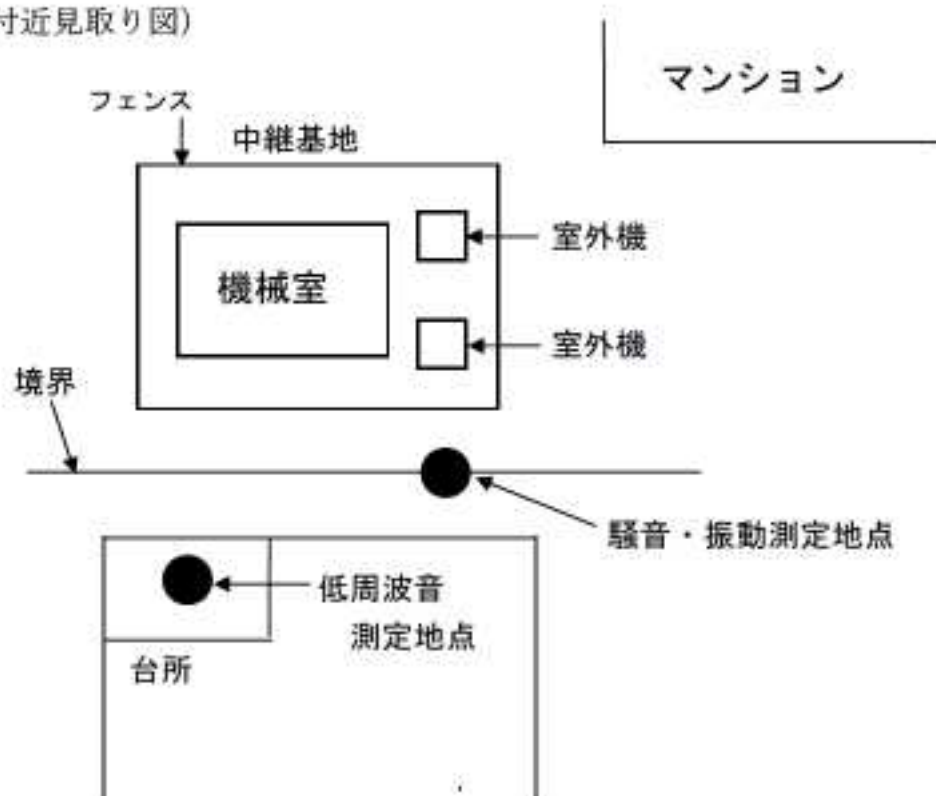 付近見取り図)
マンション
フェンス
中継基地
室外機
機械室
室外機
境界
騒音・振動測定地点
低周波音
測定地点
台所